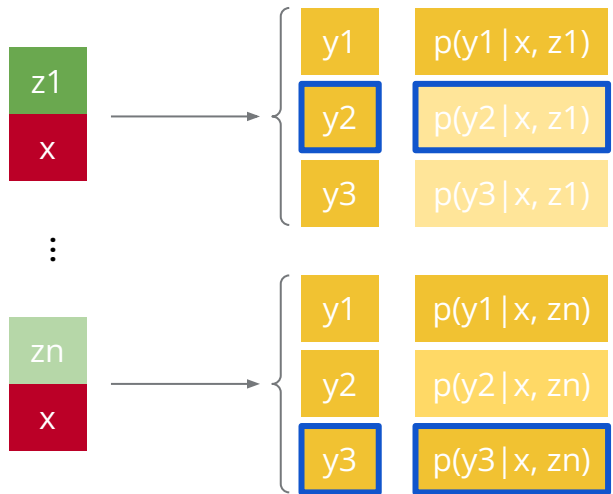 z1
x
y1 p(y1|x, z1)
y2 p(y2|x, z1)
y3 p(y3|x, z1)
⋮
zn
x
y1 p(y1|x, zn)
y2 p(y2|x, zn)
y3 p(y3|x, zn)